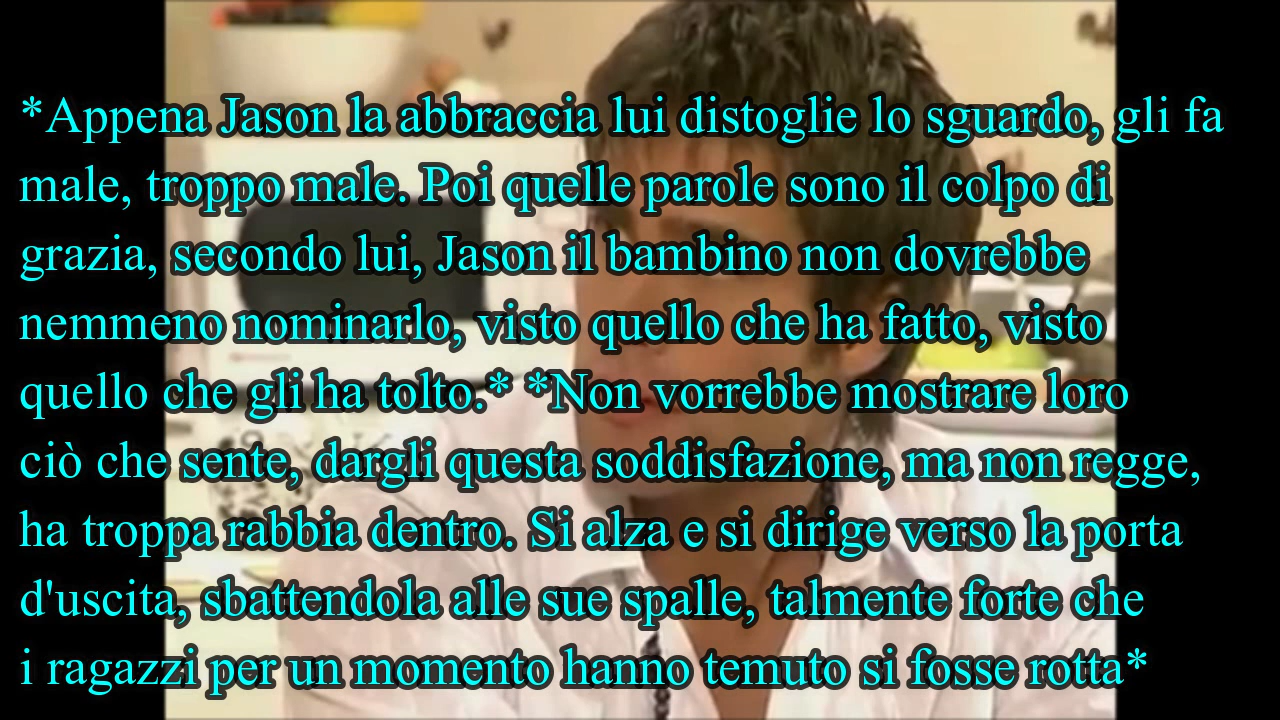 *Appena Jason la abbraccia lui distoglie lo sguardo, gli fa
male, troppo male. Poi quelle parole sono il colpo di
grazia, secondo lui, Jason il bambino non dovrebbe
nemmeno nominarlo, visto quello che ha fatto, visto
quello che gli ha tolto.* *Non vorrebbe mostrare loro
ciò che sente, dargli questa soddisfazione, ma non regge,
ha troppa rabbia dentro. Si alza e si dirige verso la porta
d'uscita, sbattendola alle sue spalle, talmente forte che
i ragazzi per un momento hanno temuto si fosse rotta*